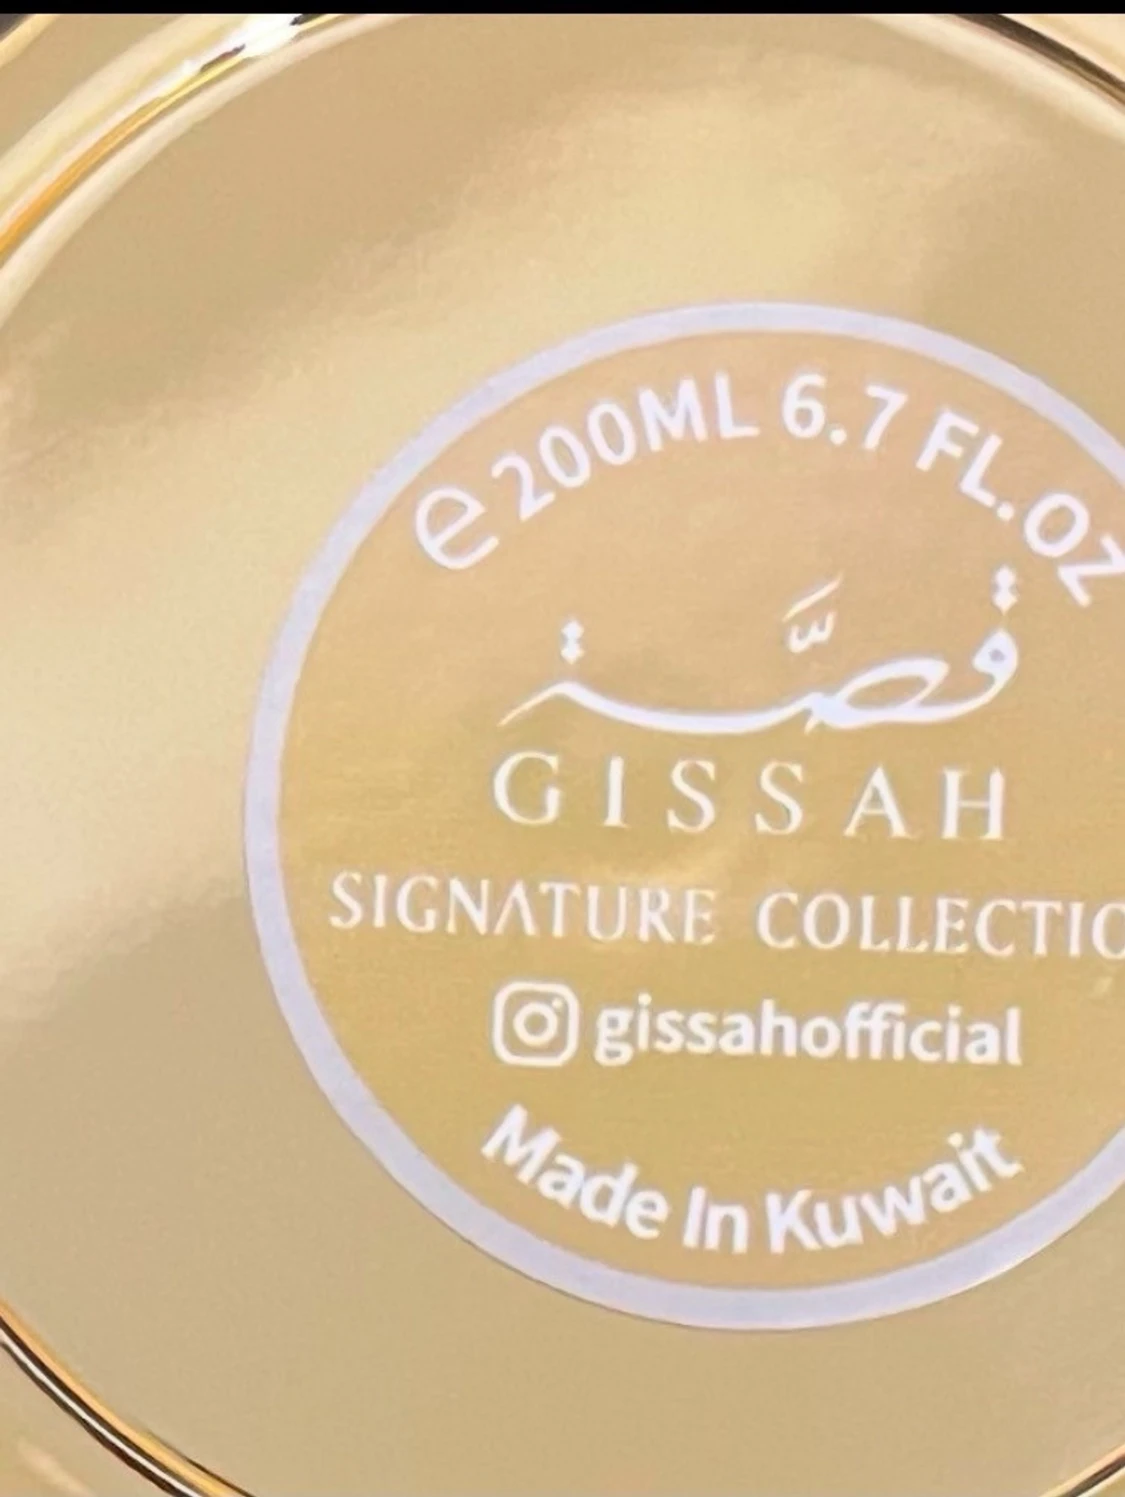 e 200ML 6.7 FL.OZ
قصَّة
GISSAH
SIGNATURE COLLECTIO
gissahofficial
Made In Kuwait